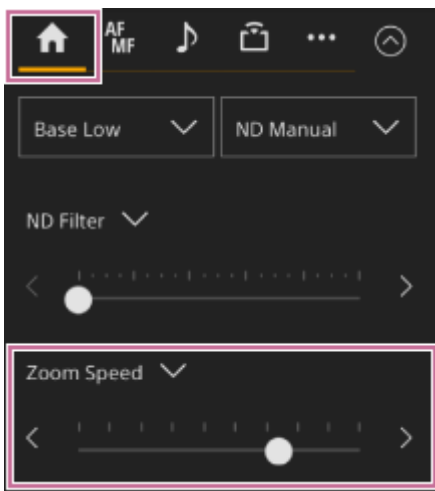 AF
MF
Base Low
ND Manual
ND Filter
Zoom Speed